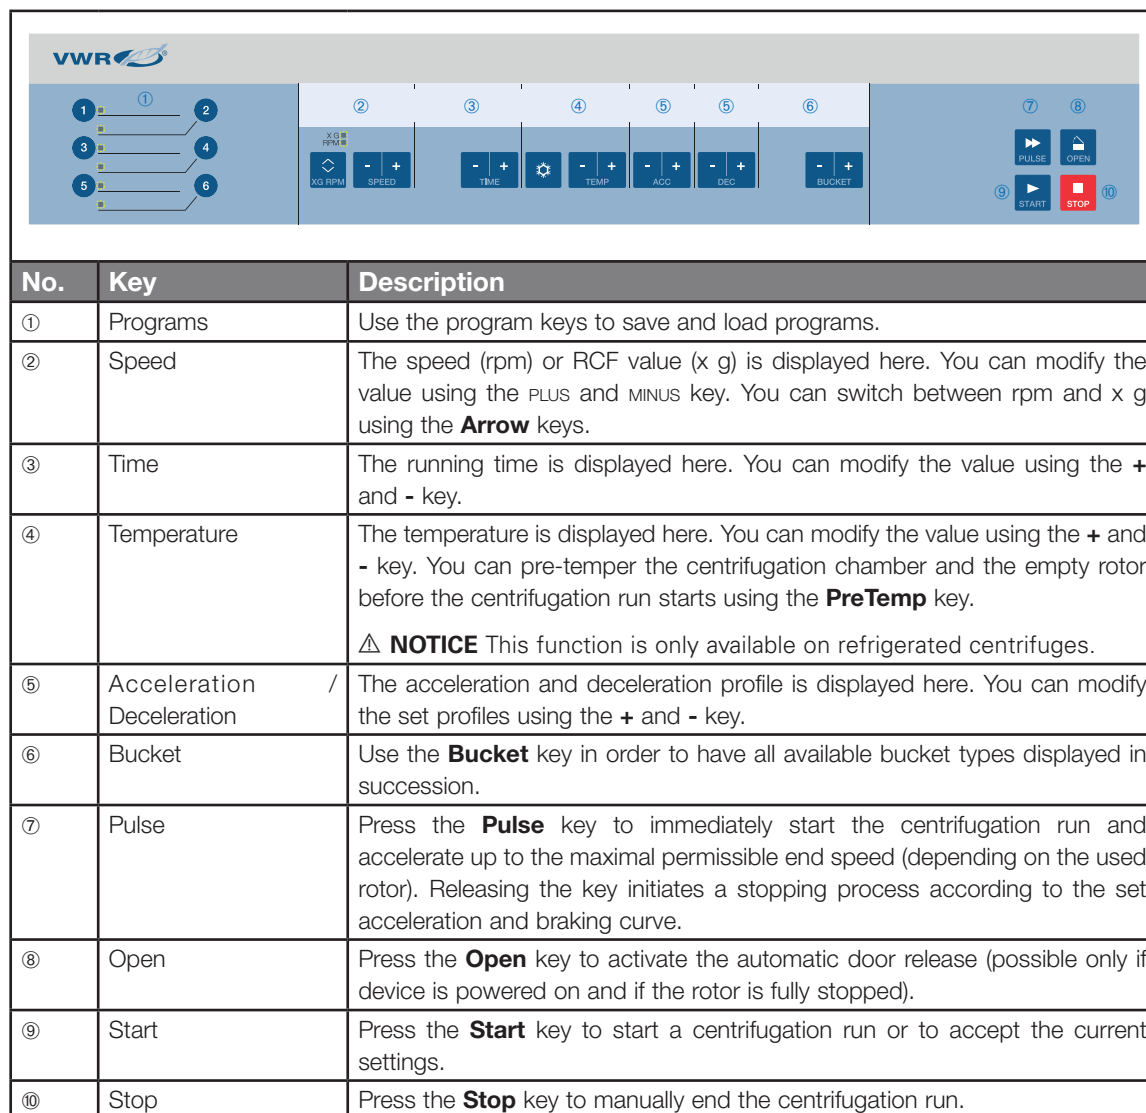 VWR®
1 ① 2
3 4
5 6
② ③ ④ ⑤ ⑤ ⑥ ⑦ ⑧
X G
RPM
XG RPM
- + SPEED
- + TIME
- + TEMP
- + ACC
- + DEC
- + BUCKET
PULSE OPEN
⑨ START STOP ⑩
No. Key Description
① Programs Use the program keys to save and load programs.
② Speed The speed (rpm) or RCF value (x g) is displayed here. You can modify the
value using the PLUS and MINUS key. You can switch between rpm and x g
using the Arrow keys.
③ Time The running time is displayed here. You can modify the value using the +
and - key.
④ Temperature The temperature is displayed here. You can modify the value using the + and
- key. You can pre-temper the centrifugation chamber and the empty rotor
before the centrifugation run starts using the PreTemp key.
⚠ NOTICE This function is only available on refrigerated centrifuges.
⑤ Acceleration / The acceleration and deceleration profile is displayed here. You can modify
Deceleration the set profiles using the + and - key.
⑥ Bucket Use the Bucket key in order to have all available bucket types displayed in
succession.
⑦ Pulse Press the Pulse key to immediately start the centrifugation run and
accelerate up to the maximal permissible end speed (depending on the used
rotor). Releasing the key initiates a stopping process according to the set
acceleration and braking curve.
⑧ Open Press the Open key to activate the automatic door release (possible only if
device is powered on and if the rotor is fully stopped).
⑨ Start Press the Start key to start a centrifugation run or to accept the current
settings.
⑩ Stop Press the Stop key to manually end the centrifugation run.